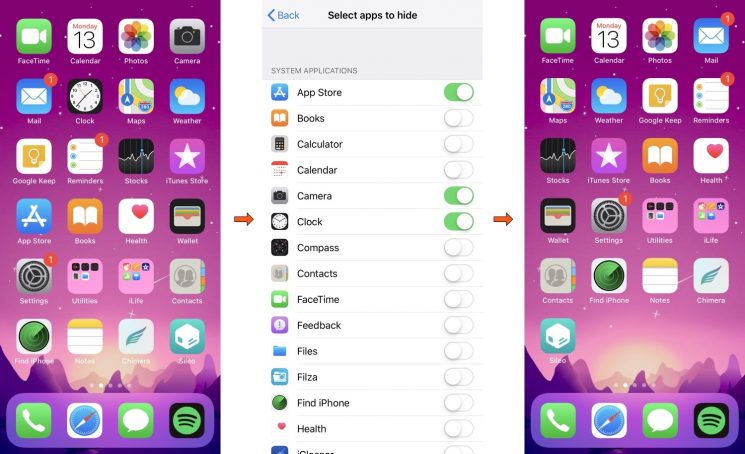 Monday
13
FaceTime Calendar Photos Camera
1
280
Mail Clock Maps Weather
1
Google Keep Reminders Stocks iTunes Store
App Store Books Health Wallet
1
Settings Utilities iLife Contacts
Find iPhone Notes Chimera Sileo
Back Select apps to hide
SYSTEM APPLICATIONS
App Store
Books
Calculator
Calendar
Camera
Clock
Compass
Contacts
FaceTime
Feedback
Files
Filza
Find iPhone
Health
iCleaner
Monday
13
1
FaceTime Calendar Photos Mail
280
1
Maps Weather Google Keep Reminders
Stocks iTunes Store Books Health
1
Wallet Settings Utilities iLife
Contacts Find iPhone Notes Chimera
Sileo